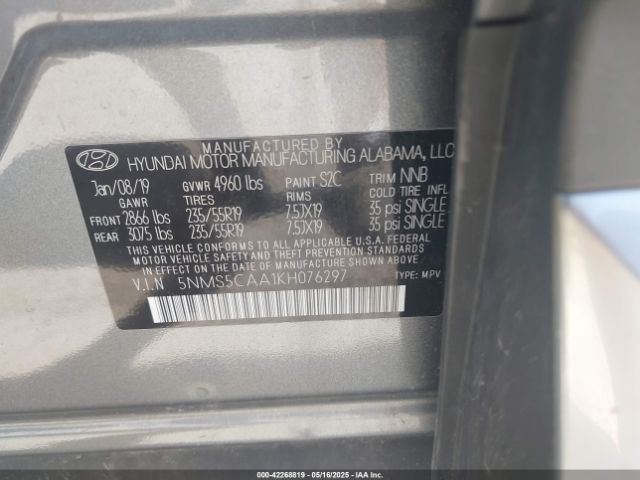 MANUFACTURED BY
HYUNDAI MOTOR MANUFACTURING ALABAMA, LLC
Jan/08/19 GVWR 4960 lbs PAINT S2C TRIM NNB
GAWR TIRES RIMS COLD TIRE INFL
FRONT 2866 lbs 235/55R19 7.5JX19 35 psi SINGLE
REAR 3075 lbs 235/55R19 7.5JX19 35 psi SINGLE
THIS VEHICLE CONFORMS TO ALL APPLICABLE U.S.A. FEDERAL
MOTOR VEHICLE SAFETY AND THEFT PREVENTION STANDARDS
IN EFFECT ON THE DATE OF MANUFACTURE SHOWN ABOVE.
V.I.N 5NMS5CAA1KH076297 TYPE: MPV
000-42268819 - 05/16/2025 - IAAI.COM